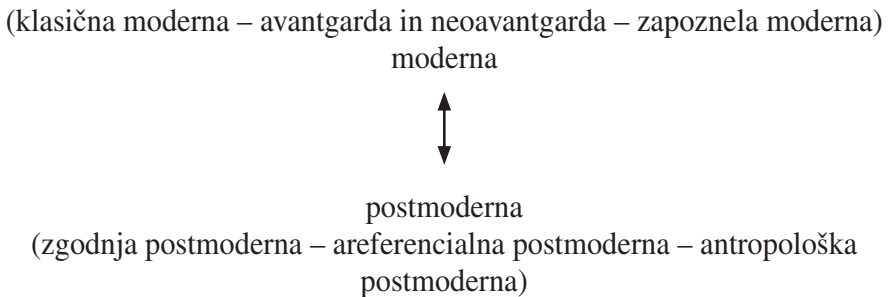 (klasična moderna – avantgarda in neoavantgarda – zapoznela moderna)
moderna
postmoderna
(zgodnja postmoderna – areferencialna postmoderna – antropološka
postmoderna)